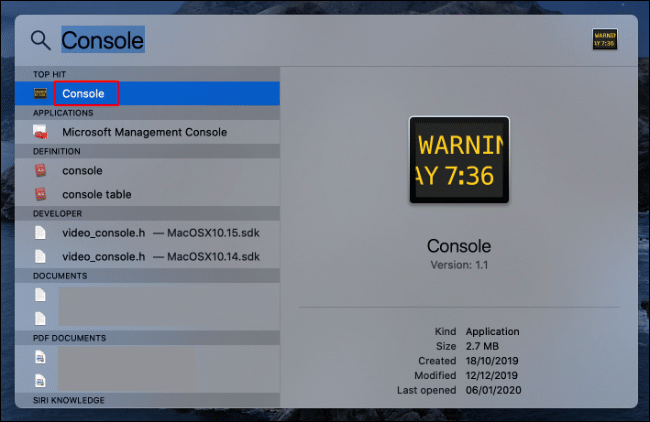 Console
WARNIN
AY 7:36
TOP HIT
Console
APPLICATIONS
Microsoft Management Console
DEFINITION
console
console table
DEVELOPER
video_console.h — MacOSX10.15.sdk
video_console.h — MacOSX10.14.sdk
DOCUMENTS
PDF DOCUMENTS
SIRI KNOWLEDGE
WARNIN
AY 7:36
Console
Version: 1.1
Kind Application
Size 2.7 MB
Created 18/10/2019
Modified 12/12/2019
Last opened 06/01/2020